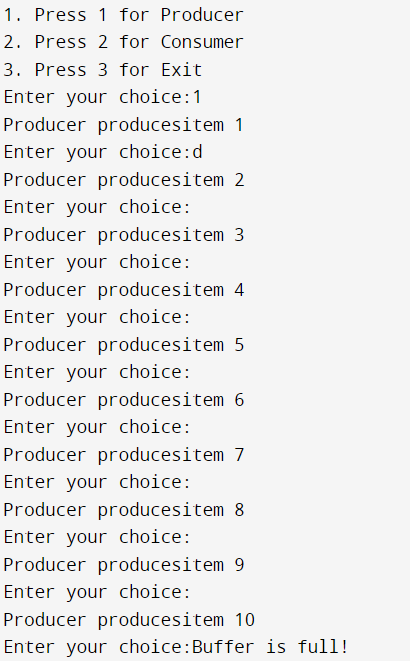 1. Press 1 for Producer
2. Press 2 for Consumer
3. Press 3 for Exit
Enter your choice:1
Producer producesitem 1
Enter your choice:d
Producer producesitem 2
Enter your choice:
Producer producesitem 3
Enter your choice:
Producer producesitem 4
Enter your choice:
Producer producesitem 5
Enter your choice:
Producer producesitem 6
Enter your choice:
Producer producesitem 7
Enter your choice:
Producer producesitem 8
Enter your choice:
Producer producesitem 9
Enter your choice:
Producer producesitem 10
Enter your choice:Buffer is full!